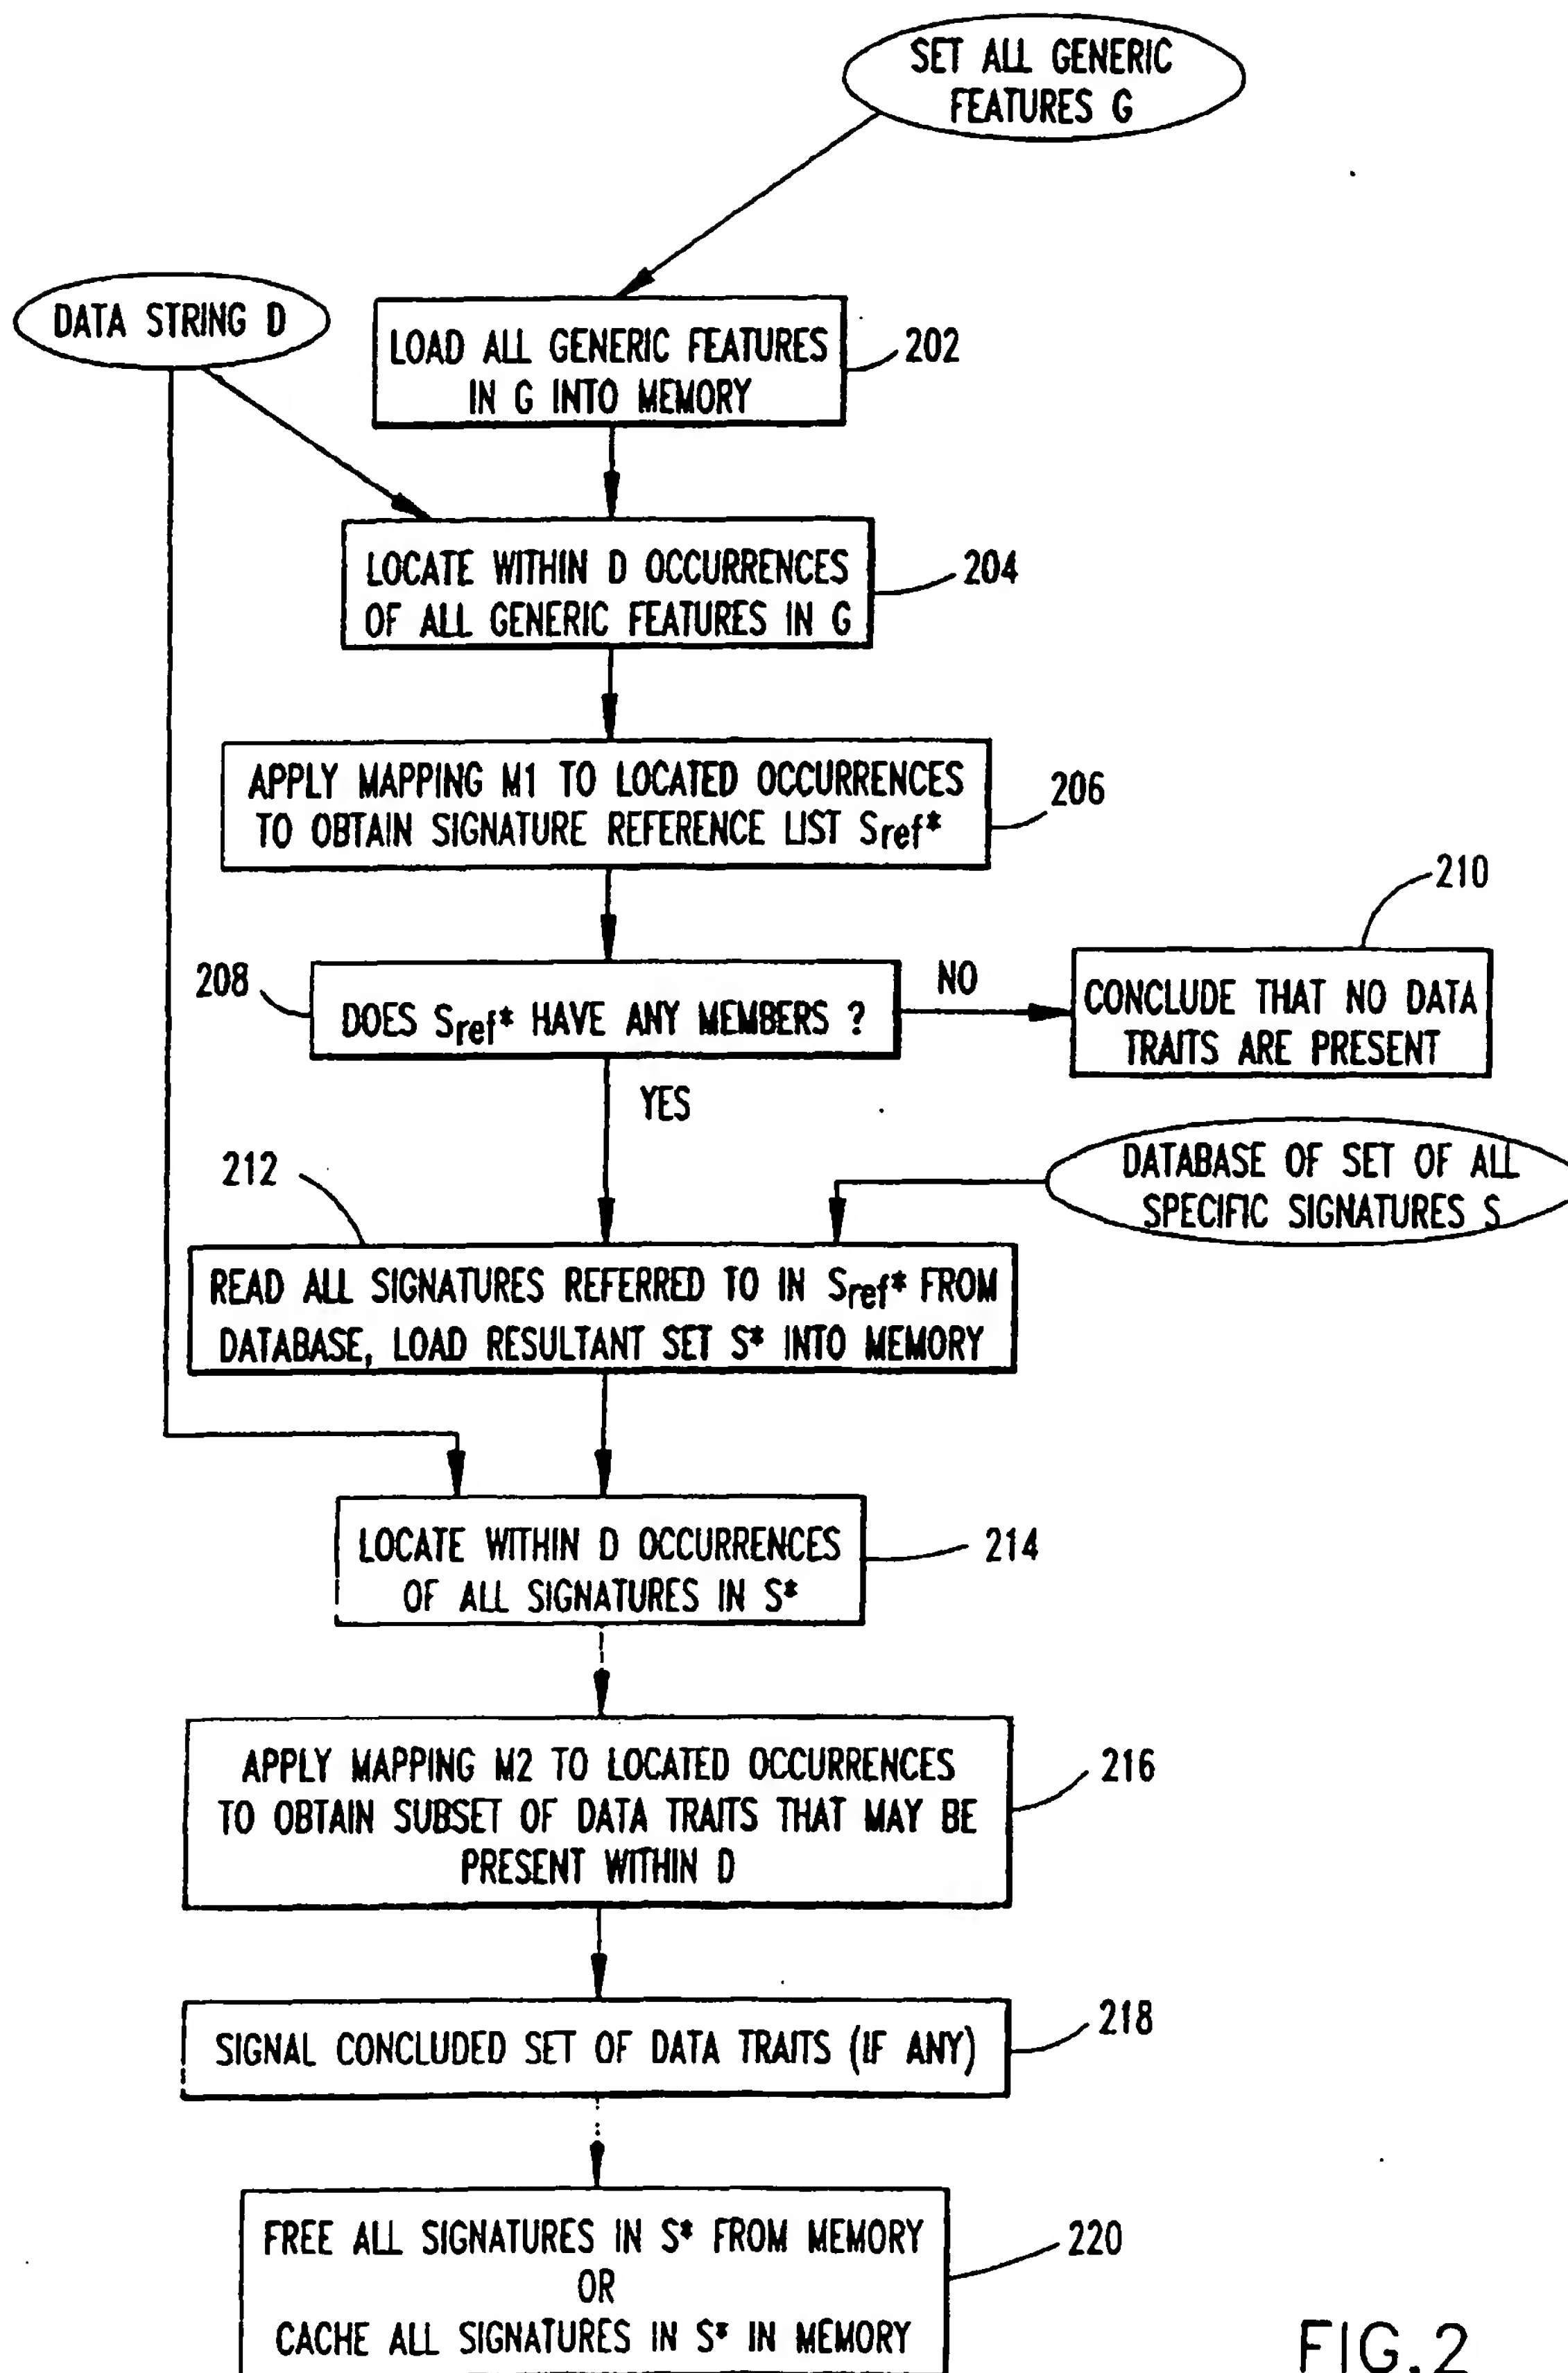 SET ALL GENERIC
FEATURES G
DATA STRING D
LOAD ALL GENERIC FEATURES
IN G INTO MEMORY
202
LOCATE WITHIN D OCCURRENCES
OF ALL GENERIC FEATURES IN G
204
APPLY MAPPING M1 TO LOCATED OCCURRENCES
TO OBTAIN SIGNATURE REFERENCE LIST Sref*
206
208
DOES Sref* HAVE ANY MEMBERS ?
NO
210
CONCLUDE THAT NO DATA
TRAITS ARE PRESENT
YES
DATABASE OF SET OF ALL
SPECIFIC SIGNATURES S
212
READ ALL SIGNATURES REFERRED TO IN Sref* FROM
DATABASE, LOAD RESULTANT SET S* INTO MEMORY
LOCATE WITHIN D OCCURRENCES
OF ALL SIGNATURES IN S*
214
APPLY MAPPING M2 TO LOCATED OCCURRENCES
TO OBTAIN SUBSET OF DATA TRAITS THAT MAY BE
PRESENT WITHIN D
216
SIGNAL CONCLUDED SET OF DATA TRAITS (IF ANY)
218
FREE ALL SIGNATURES IN S* FROM MEMORY
OR
CACHE ALL SIGNATURES IN S* IN MEMORY
220
FIG.2